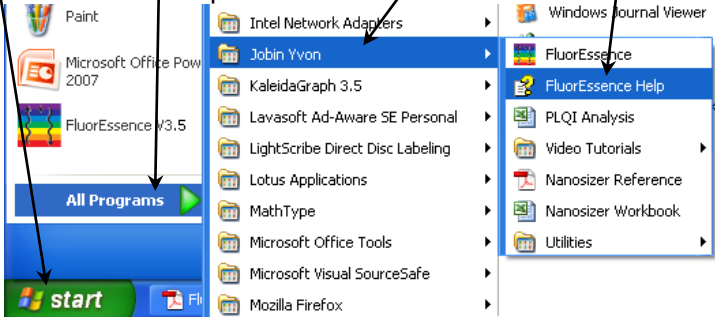 Paint
Microsoft Office Pow
2007
FluorEssence V3.5
All Programs
start
Intel Network Adapters
Jobin Yvon
KaleidaGraph 3.5
Lavasoft Ad-Aware SE Personal
LightScribe Direct Disc Labeling
Lotus Applications
MathType
Microsoft Office Tools
Microsoft Visual SourceSafe
Mozilla Firefox
Windows Journal Viewer
FluorEssence
FluorEssence Help
PLQI Analysis
Video Tutorials
Nanosizer Reference
Nanosizer Workbook
Utilities